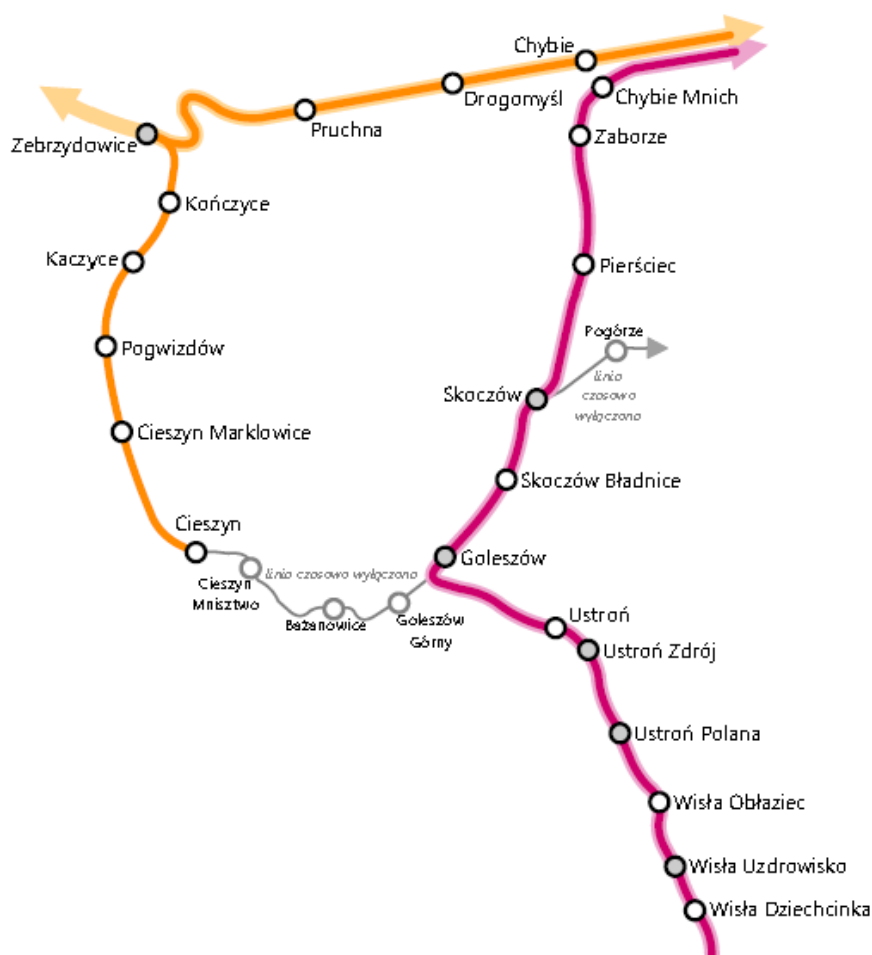 Chybie
Drogomyśl
Chybie Mnich
Pruchna
Zebrzydowice
Zaborze
Kończyce
Kaczyce
Pierściec
Pogórze
Pogwizdów
linia
czasowo
wyłączona
Skoczów
Cieszyn Marklowice
Skoczów Bładnice
Cieszyn
Goleszów
linia czasowo wyłączona
Cieszyn
Mnisztwo
Bażanowice
Goleszów
Górny
Ustroń
Ustroń Zdrój
Ustroń Polana
Wisła Obłaziec
Wisła Uzdrowisko
Wisła Dziechcinka